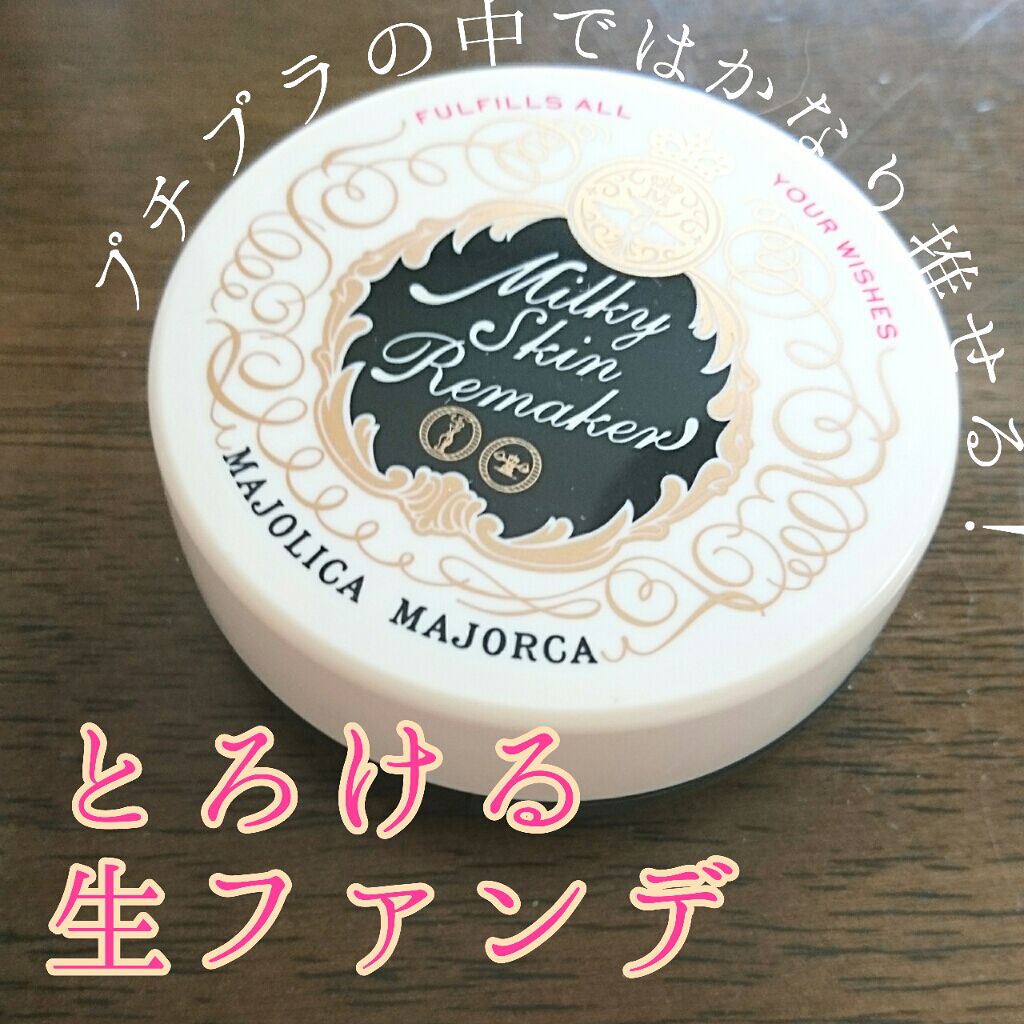 プチプラの中ではかなり推せる!
FULFILLS ALL
YOUR WISHES
Milky
Skin
Remaker
MAJOLICA MAJORCA
とろける
生ファンデ